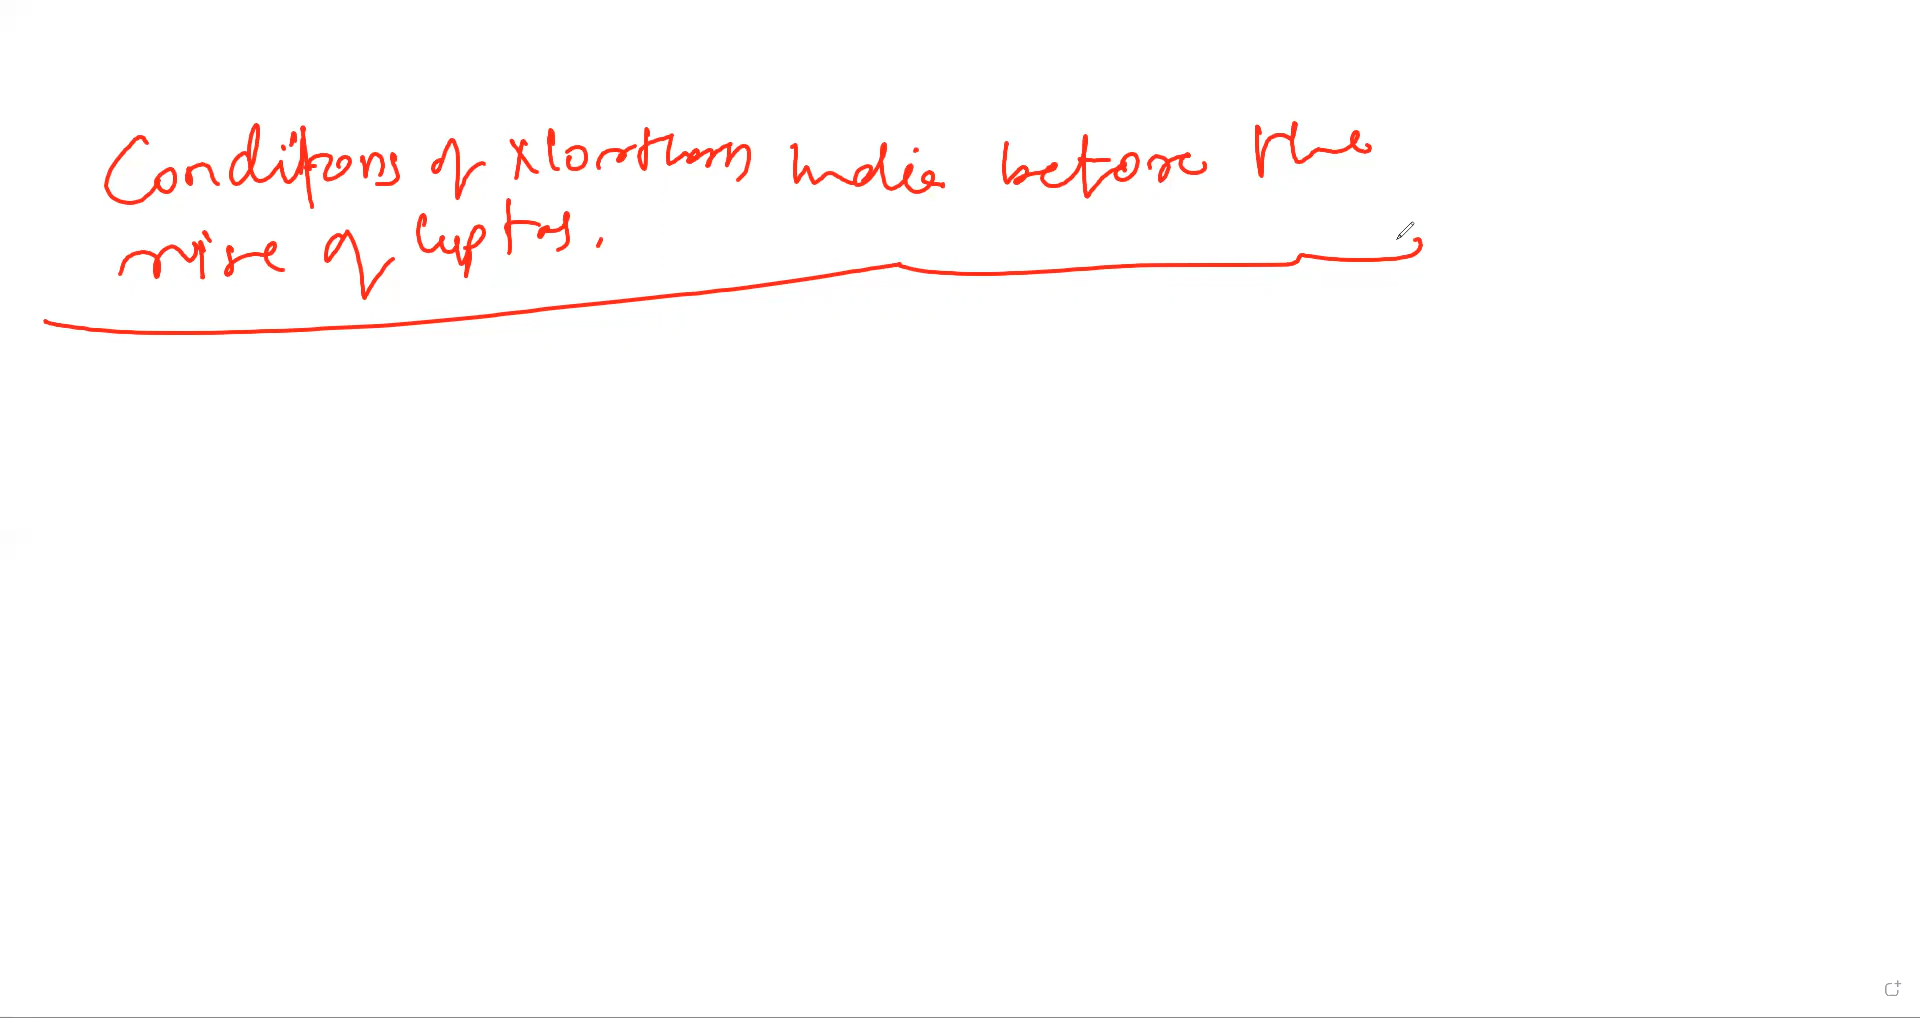 Conditions of Northern India before the
rise of Guptas.